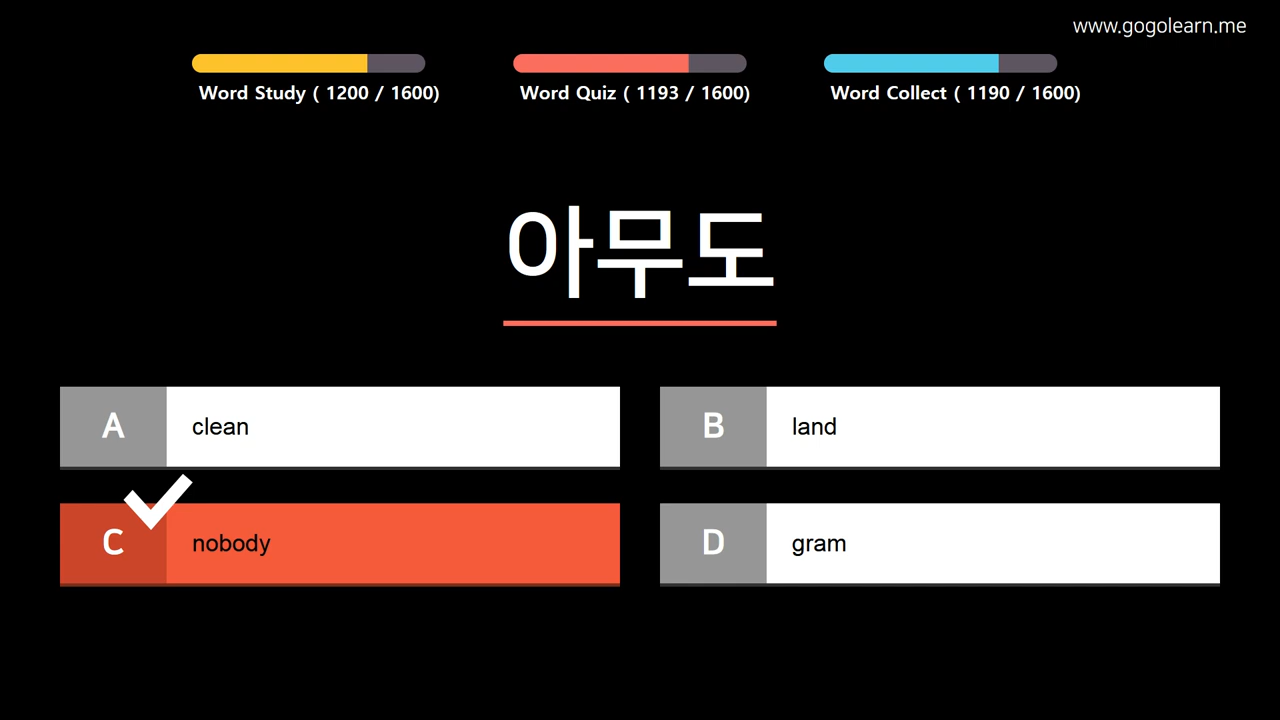 www.gogolearn.me
Word Study ( 1200 / 1600)
Word Quiz ( 1193 / 1600)
Word Collect ( 1190 / 1600)
아무도
A
clean
B
land
C
nobody
D
gram